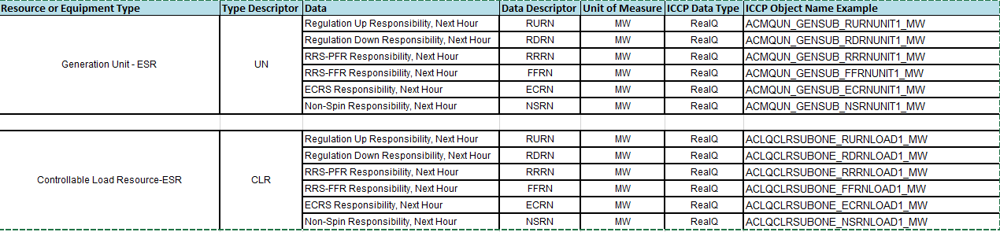 Resource or Equipment Type Type Descriptor Data Data Descriptor Unit of Measure ICCP Data Type ICCP Object Name Example
Regulation Up Responsibility, Next Hour RURN MW RealQ ACMQUN_GENSUB_RURNUNIT1_MW
Regulation Down Responsibility, Next Hour RDRN MW RealQ ACMQUN_GENSUB_RDRNUNIT1_MW
RRS-PFR Responsibility, Next Hour RRRN MW RealQ ACMQUN_GENSUB_RRRNUNIT1_MW
Generation Unit - ESR UN
RRS-FFR Responsibility, Next Hour FFRN MW RealQ ACMQUN_GENSUB_FFRNUNIT1_MW
ECRS Responsibility, Next Hour ECRN MW RealQ ACMQUN_GENSUB_ECRNUNIT1_MW
Non-Spin Responsibility, Next Hour NSRN MW RealQ ACMQUN_GENSUB_NSRNUNIT1_MW
Regulation Up Responsibility, Next Hour RURN MW RealQ ACLQCLRSUBONE_RURNLOAD1_MW
Regulation Down Responsibility, Next Hour RDRN MW RealQ ACLQCLRSUBONE_RDRNLOAD1_MW
RRS-PFR Responsibility, Next Hour RRRN MW RealQ ACLQCLRSUBONE_RRRNLOAD1_MW
Controllable Load Resource-ESR CLR
RRS-FFR Responsibility, Next Hour FFRN MW RealQ ACLQCLRSUBONE_FFRNLOAD1_MW
ECRS Responsibility, Next Hour ECRN MW RealQ ACLQCLRSUBONE_ECRNLOAD1_MW
Non-Spin Responsibility, Next Hour NSRN MW RealQ ACLQCLRSUBONE_NSRNLOAD1_MW